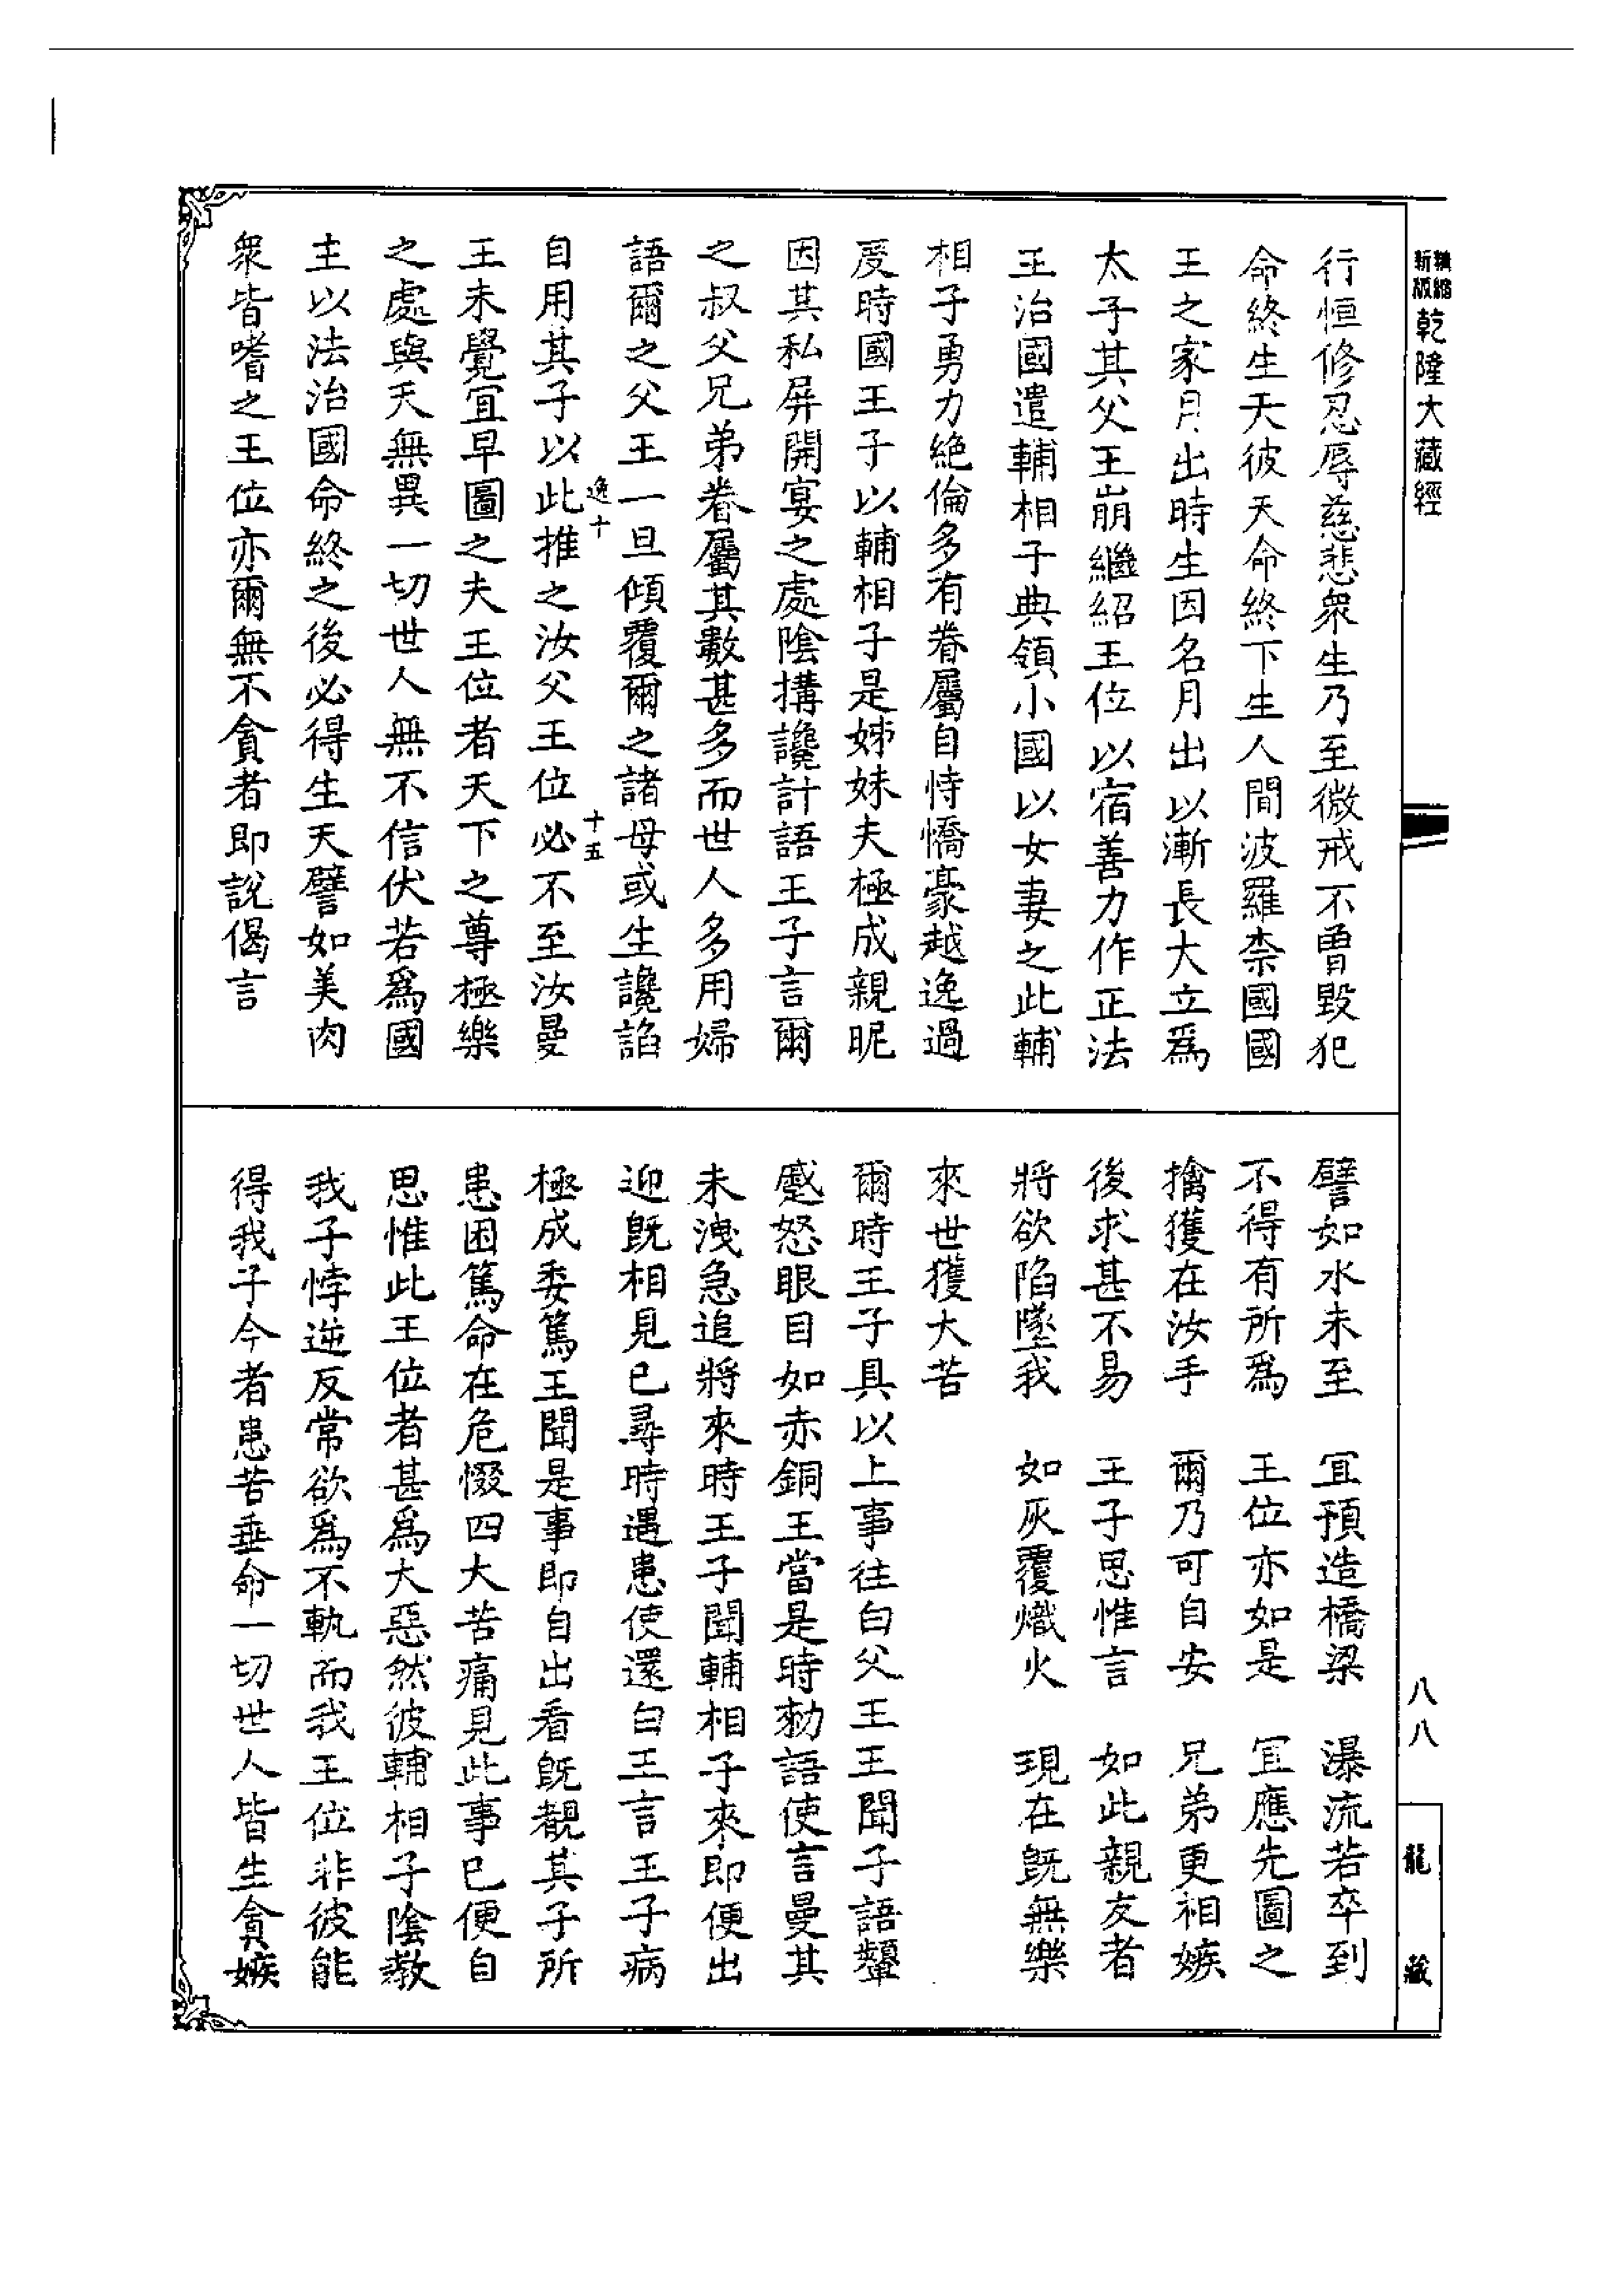 精縮
新版
乾隆大藏經
八八
龍藏
行恒修忍辱慈悲衆生乃至微戒不曾毀犯
命終生天彼天命終下生人間波羅柰國國
王之家月出時生因名月出以漸長大立爲
太子其父王崩繼紹王位以宿善力作正法
王治國遣輔相子典領小國以女妻之此輔
相子勇力絶倫多有眷屬自恃憍豪越逸過
度時國王子以輔相子是姊妹夫極成親昵
因其私屏開宴之處陰搆讒計語王子言爾
之叔父兄弟眷屬其數甚多而世人多用婦
語爾之父王一旦傾覆爾之諸母或生讒諂
逸十
十五
自用其子以此推之汝父王位必不至汝曼
王未覺宜早圖之夫王位者天下之尊極樂
之處與天無異一切世人無不信伏若爲國
主以法治國命終之後必得生天譬如美肉
衆皆嗜之王位亦爾無不貪者即說偈言
譬如水未至 宜預造橋梁 瀑流若卒到
不得有所爲 王位亦如是 宜應先圖之
擒獲在汝手 爾乃可自安 兄弟更相嫉
後求甚不易 王子思惟言 如此親友者
將欲陷墜我 如灰覆熾火 現在旣無樂
來世獲大苦
爾時王子具以上事往白父王王聞子語顰
蹙怒眼目如赤銅王當是時勑語使言曼其
未洩急追將來時王子聞輔相子來即便出
迎旣相見已尋時遇患使還白王言王子病
極成委篤王聞是事即自出看旣覩其子所
患困篤命在危惙四大苦痛見此事已便自
思惟此王位者甚爲大惡然彼輔相子陰教
我子悖逆反常欲爲不軌而我王位非彼能
得我子今者患苦垂命一切世人皆生貪嫉